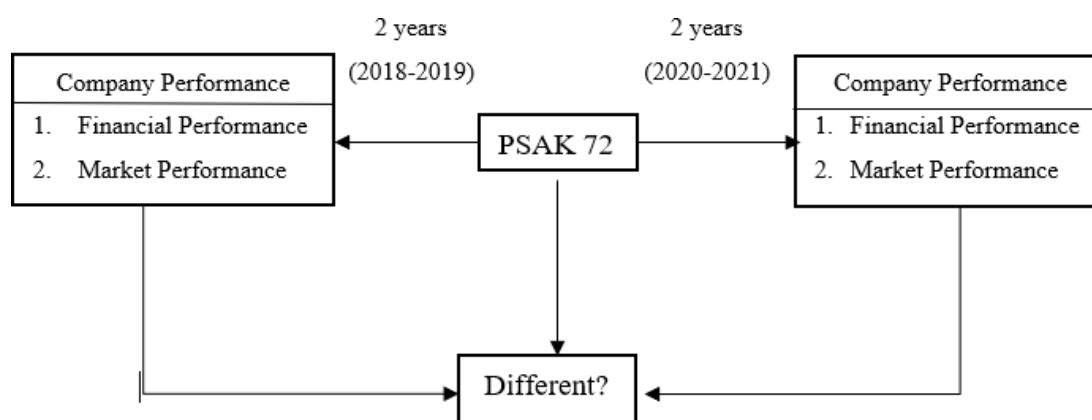 2 years
(2018-2019)
2 years
(2020-2021)
Company Performance
1. Financial Performance
2. Market Performance
PSAK 72
Company Performance
1. Financial Performance
2. Market Performance
Different?